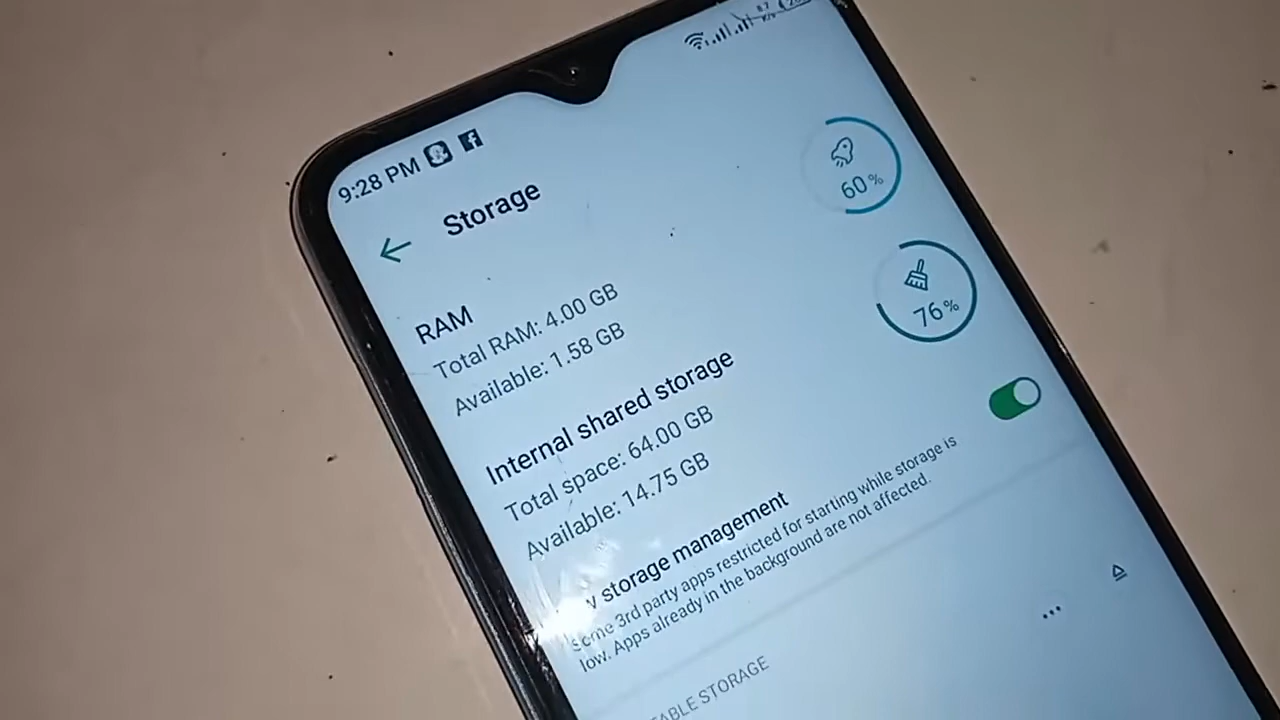 9:28 PM
Storage
60%
RAM
Total RAM: 4.00 GB
Available: 1.58 GB
76%
Internal shared storage
Total space: 64.00 GB
Available: 14.75 GB
storage management
Some 3rd party apps restricted for starting while storage is
low. Apps already in the background are not affected.
STORAGE